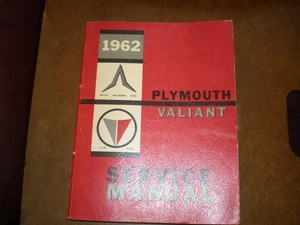 1962
PLYMOUTH
VALIANT
SERVICE
MANUAL